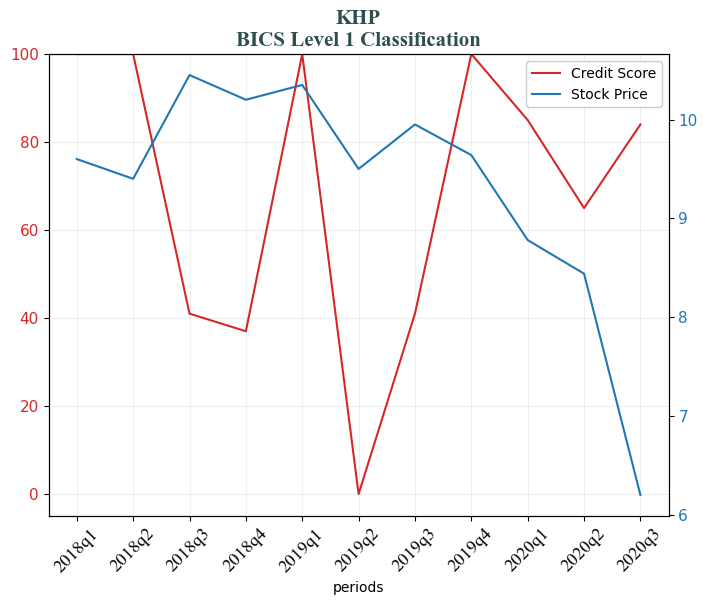 KHP
BICS Level 1 Classification
Credit Score
Stock Price
100
80
60
40
20
0
10
9
8
7
6
2018q1
2018q2
2018q3
2018q4
2019q1
2019q2
2019q3
2019q4
2020q1
2020q2
2020q3
periods